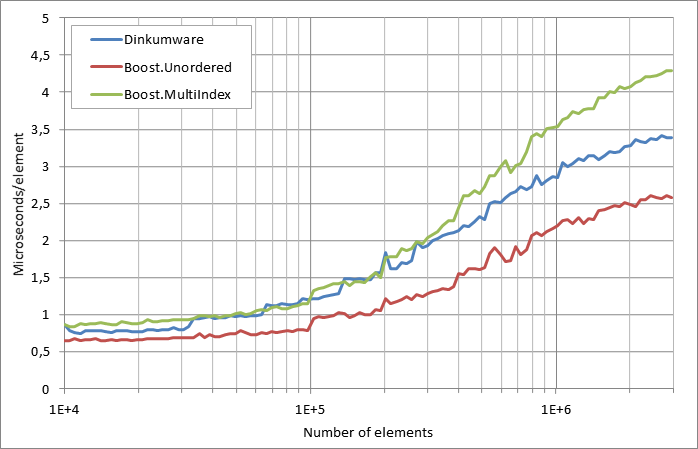 5
Dinkumware
4,5
Boost.Unordered
4
Boost.MultiIndex
3,5
3
2,5
2
1,5
1
0,5
0
Microseconds/element
1E+4
1E+5
1E+6
Number of elements